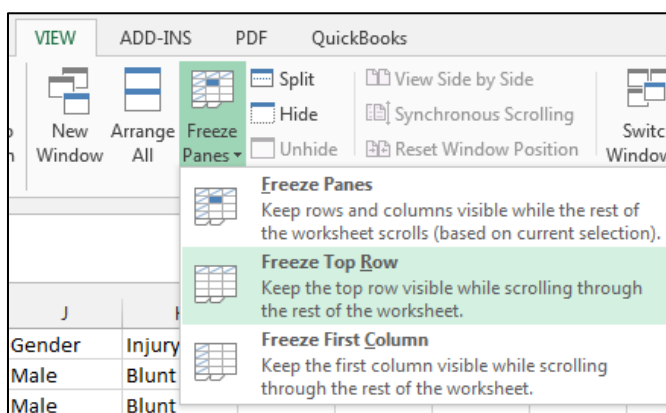 VIEW ADD-INS PDF QuickBooks
New Window
Arrange All
Freeze Panes
Split
Hide
Unhide
View Side by Side
Synchronous Scrolling
Reset Window Position
Freeze Panes
Keep rows and columns visible while the rest of
the worksheet scrolls (based on current selection).
Freeze Top Row
Keep the top row visible while scrolling through
the rest of the worksheet.
Freeze First Column
Keep the first column visible while scrolling
through the rest of the worksheet.
J
Gender Injury
Male Blunt
Male Blunt